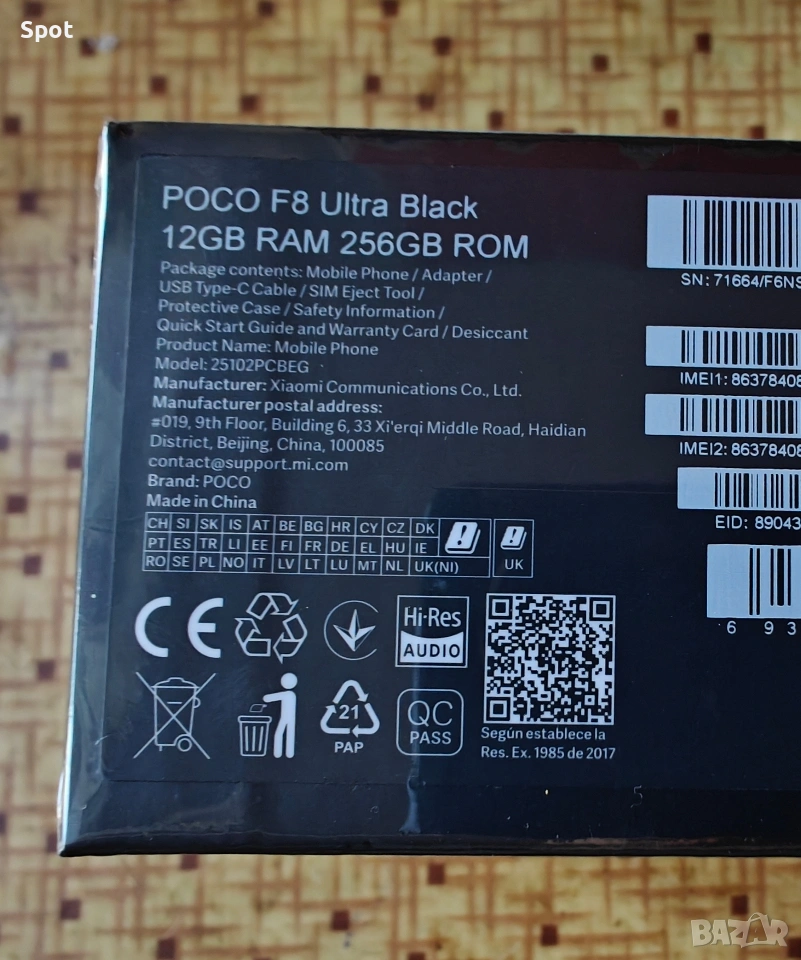 Spot
POCO F8 Ultra Black
12GB RAM 256GB ROM
Package contents: Mobile Phone / Adapter /
USB Type-C Cable / SIM Eject Tool /
Protective Case / Safety Information /
Quick Start Guide and Warranty Card / Desiccant
Product Name: Mobile Phone
Model: 25102PCBEG
Manufacturer: Xiaomi Communications Co., Ltd.
Manufacturer postal address:
#019, 9th Floor, Building 6, 33 Xi'erqi Middle Road, Haidian
District, Beijing, China, 100085
contact@support.mi.com
Brand: POCO
Made in China
CH SI SK IS AT BE BG HR CY CZ DK
PT ES TR LI EE FI FR DE EL HU IE
RO SE PL NO IT LV LT LU MT NL UK(NI)
UK
CE
Hi-Res
AUDIO
21
PAP
QC
PASS
Según establece la
Res. Ex. 1985 de 2017
SN: 71664/F6NS
IMEI1: 86378408
IMEI2: 86378408
EID: 89043
6 93
BAZAR